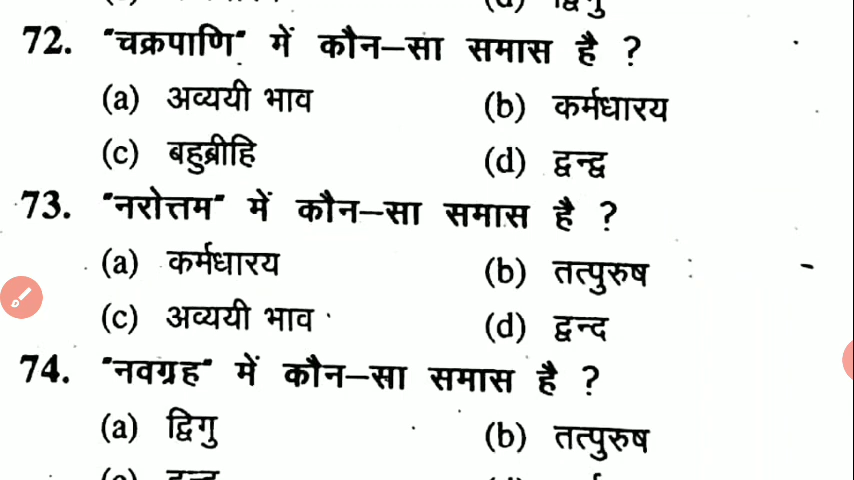 72. "चक्रपाणि" में कौन–सा समास है ?
(a) अव्ययी भाव (b) कर्मधारय
(c) बहुब्रीहि (d) द्वन्द्व
73. "नरोत्तम" में कौन–सा समास है ?
(a) कर्मधारय (b) तत्पुरुष
(c) अव्ययी भाव (d) द्वन्द
74. "नवग्रह" में कौन–सा समास है ?
(a) द्विगु (b) तत्पुरुष